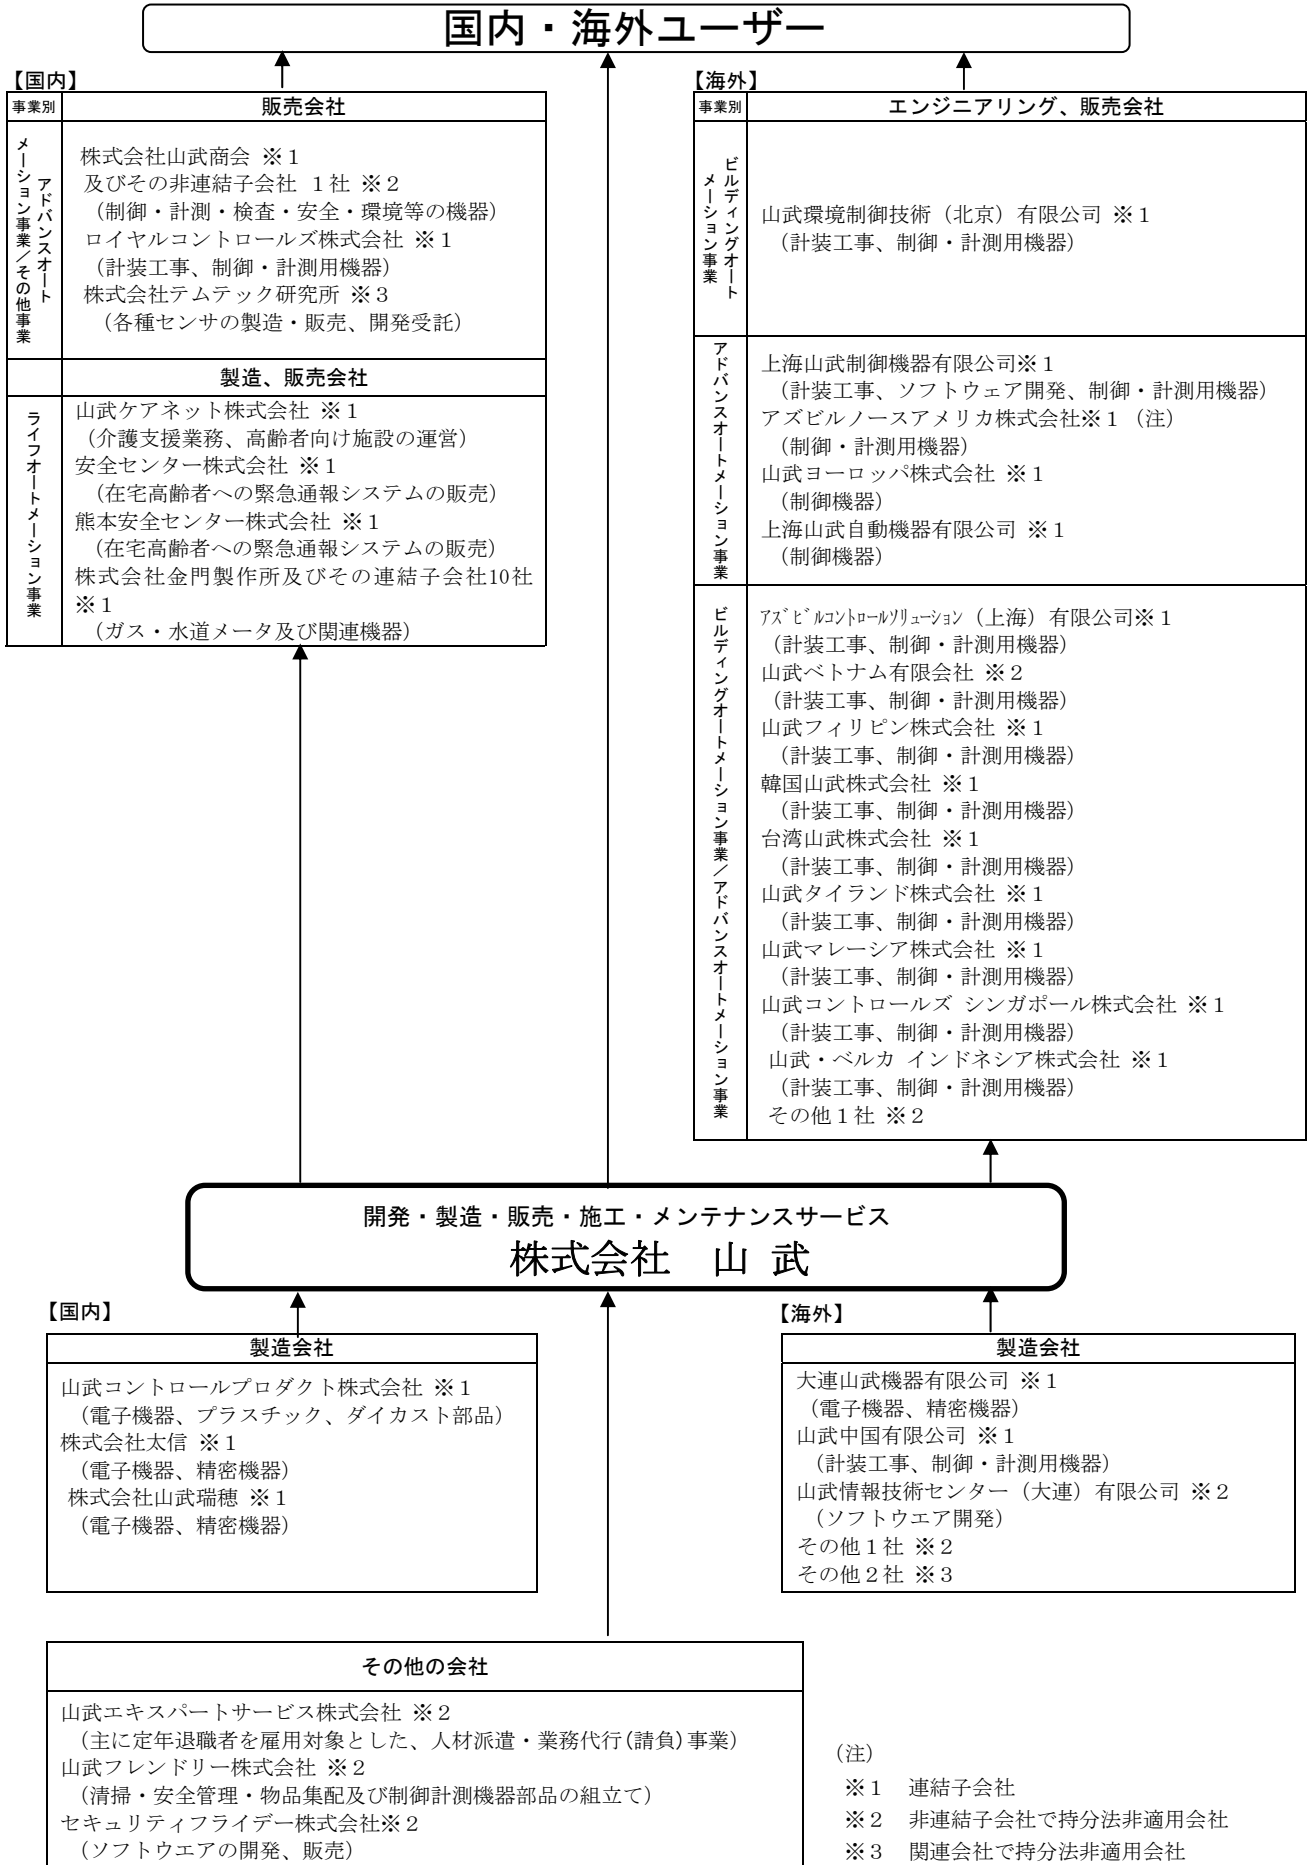 国内・海外ユーザー
【国内】
事業別
販売会社
アドバンスオート
メーション事業／その他事業
株式会社山武商会 ※１
及びその非連結子会社 １社 ※２
（制御・計測・検査・安全・環境等の機器）
ロイヤルコントロールズ株式会社 ※１
（計装工事、制御・計測用機器）
株式会社テムテック研究所 ※３
（各種センサの製造・販売、開発受託）
製造、販売会社
ライフオートメーション事業
山武ケアネット株式会社 ※１
（介護支援業務、高齢者向け施設の運営）
安全センター株式会社 ※１
（在宅高齢者への緊急通報システムの販売）
熊本安全センター株式会社 ※１
（在宅高齢者への緊急通報システムの販売）
株式会社金門製作所及びその連結子会社10社
※１
（ガス・水道メータ及び関連機器）
【海外】
事業別
エンジニアリング、販売会社
ビルディングオート
メーション事業
山武環境制御技術（北京）有限公司 ※１
（計装工事、制御・計測用機器）
アドバンスオートメーション事業
上海山武制御機器有限公司※１
（計装工事、ソフトウェア開発、制御・計測用機器）
アズビルノースアメリカ株式会社※１（注）
（制御・計測用機器）
山武ヨーロッパ株式会社 ※１
（制御機器）
上海山武自動機器有限公司 ※１
（制御機器）
ビルディングオートメーション事業／アドバンスオートメーション事業
ｱｽﾞﾋﾞﾙｺﾝﾄﾛｰﾙｿﾘｭｰｼｮﾝ（上海）有限公司※１
（計装工事、制御・計測用機器）
山武ベトナム有限会社 ※２
（計装工事、制御・計測用機器）
山武フィリピン株式会社 ※１
（計装工事、制御・計測用機器）
韓国山武株式会社 ※１
（計装工事、制御・計測用機器）
台湾山武株式会社 ※１
（計装工事、制御・計測用機器）
山武タイランド株式会社 ※１
（計装工事、制御・計測用機器）
山武マレーシア株式会社 ※１
（計装工事、制御・計測用機器）
山武コントロールズ シンガポール株式会社 ※１
（計装工事、制御・計測用機器）
山武・ベルカ インドネシア株式会社 ※１
（計装工事、制御・計測用機器）
その他１社 ※２
開発・製造・販売・施工・メンテナンスサービス
株式会社 山 武
【国内】
製造会社
山武コントロールプロダクト株式会社 ※１
（電子機器、プラスチック、ダイカスト部品）
株式会社太信 ※１
（電子機器、精密機器）
株式会社山武瑞穂 ※１
（電子機器、精密機器）
【海外】
製造会社
大連山武機器有限公司 ※１
（電子機器、精密機器）
山武中国有限公司 ※１
（計装工事、制御・計測用機器）
山武情報技術センター（大連）有限公司 ※２
（ソフトウエア開発）
その他１社 ※２
その他２社 ※３
その他の会社
山武エキスパートサービス株式会社 ※２
（主に定年退職者を雇用対象とした、人材派遣・業務代行(請負)事業）
山武フレンドリー株式会社 ※２
（清掃・安全管理・物品集配及び制御計測機器部品の組立て）
セキュリティフライデー株式会社※２
（ソフトウエアの開発、販売）
（注）
※１ 連結子会社
※２ 非連結子会社で持分法非適用会社
※３ 関連会社で持分法非適用会社